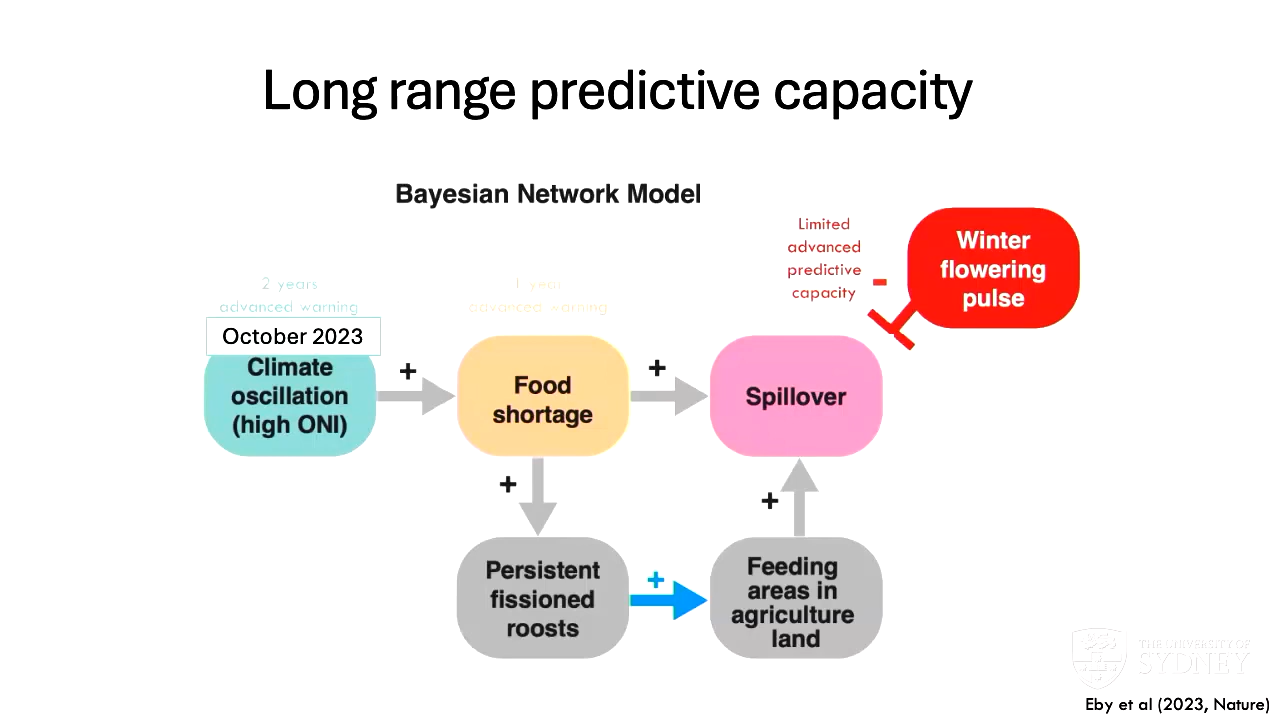 Long range predictive capacity
Bayesian Network Model
Limited
advanced
predictive
capacity
-
Winter
flowering
pulse
2 years
advanced warning
1 year
advanced warning
October 2023
Climate
oscillation
(high ONI)
+
Food
shortage
+
Spillover
+
+
Persistent
fissioned
roosts
+
Feeding
areas in
agriculture
land
THE UNIVERSITY OF
SYDNEY
Eby et al (2023, Nature)